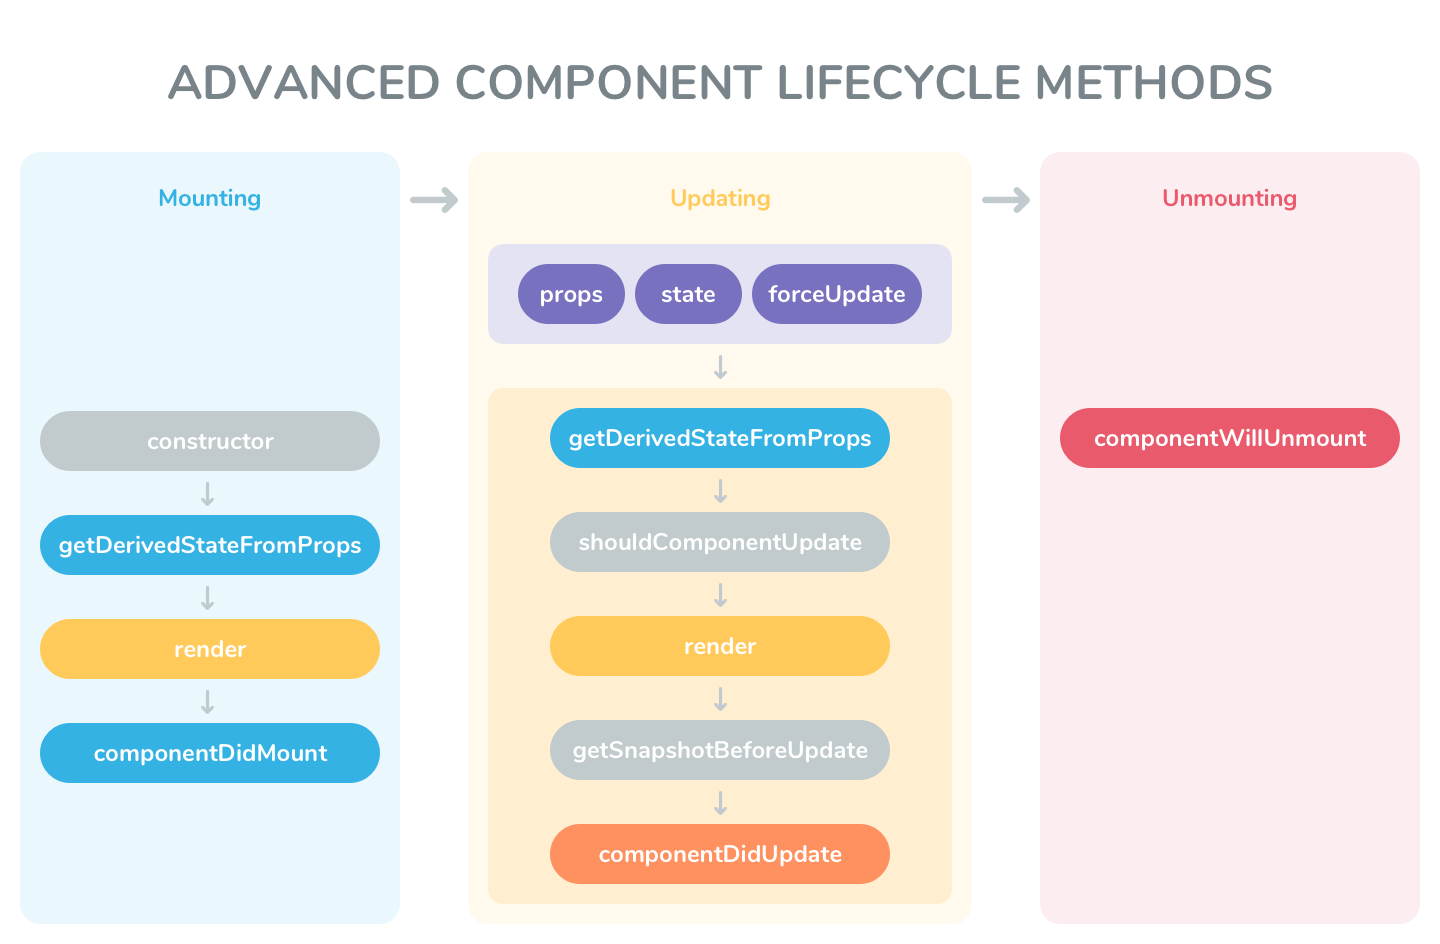 ADVANCED COMPONENT LIFECYCLE METHODS
Mounting
constructor
getDerivedStateFromProps
render
componentDidMount
Updating
props state forceUpdate
getDerivedStateFromProps
shouldComponentUpdate
render
getSnapshotBeforeUpdate
componentDidUpdate
Unmounting
componentWillUnmount